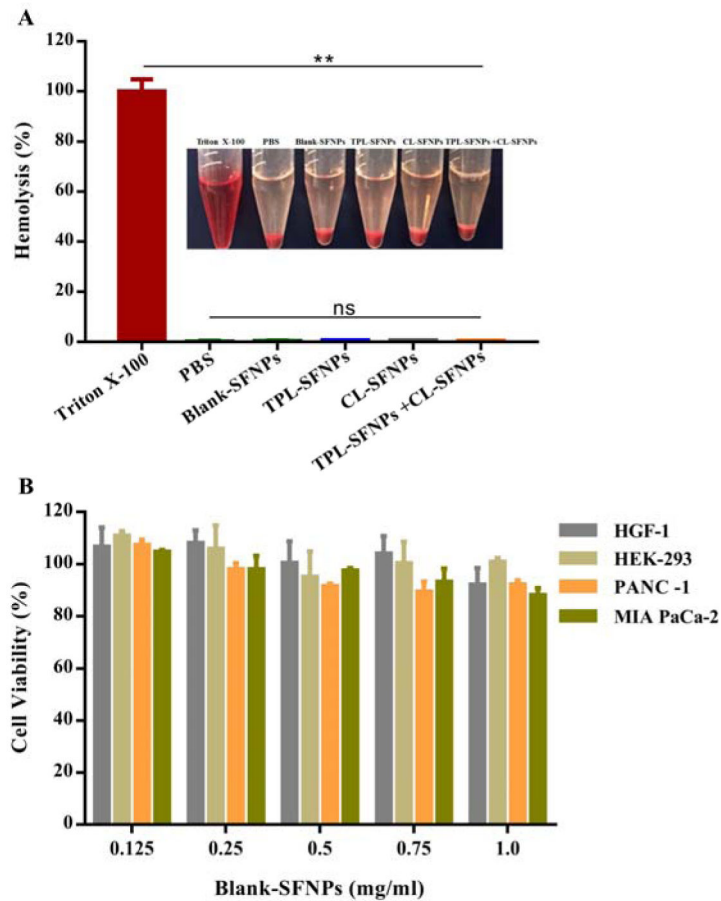 A
**
120
100
80
60
40
20
0
Hemolysis (%)
Triton X-100 PBS Blank-SFNPs TPL-SFNPs CL-SFNPs TPL-SFNPs +CL-SFNPs
ns
Triton X-100
PBS
Blank-SFNPs
TPL-SFNPs
CL-SFNPs
TPL-SFNPs +CL-SFNPs
B
120
100
80
60
40
20
0
Cell Viability (%)
HGF-1
HEK-293
PANC -1
MIA PaCa-2
0.125 0.25 0.5 0.75 1.0
Blank-SFNPs (mg/ml)